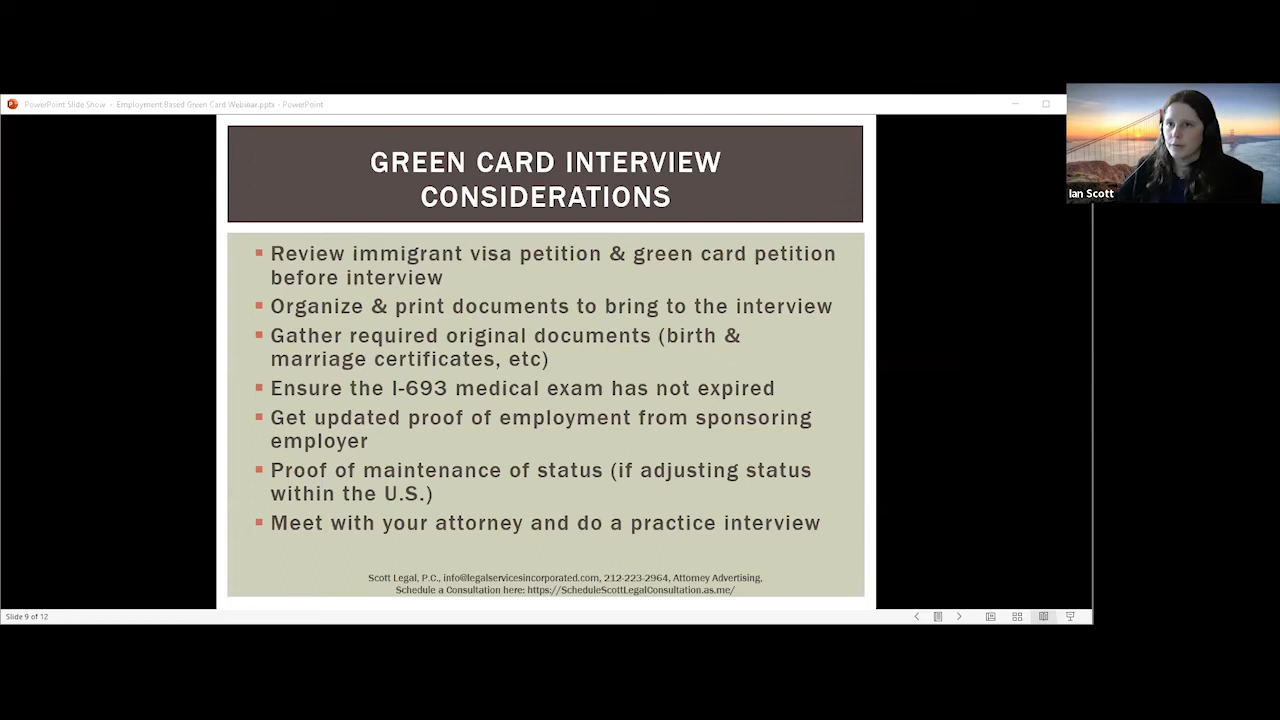 PowerPoint Slide Show - Employment Based Green Card Webinar.pptx - PowerPoint
GREEN CARD INTERVIEW
CONSIDERATIONS
Review immigrant visa petition & green card petition
before interview
Organize & print documents to bring to the interview
Gather required original documents (birth &
marriage certificates, etc)
Ensure the I-693 medical exam has not expired
Get updated proof of employment from sponsoring
employer
Proof of maintenance of status (if adjusting status
within the U.S.)
Meet with your attorney and do a practice interview
Scott Legal, P.C., info@legalservicesincorporated.com, 212-223-2964, Attorney Advertising,
Schedule a Consultation here: https://ScheduleScottLegalConsultation.as.me/
Ian Scott
Slide 9 of 12